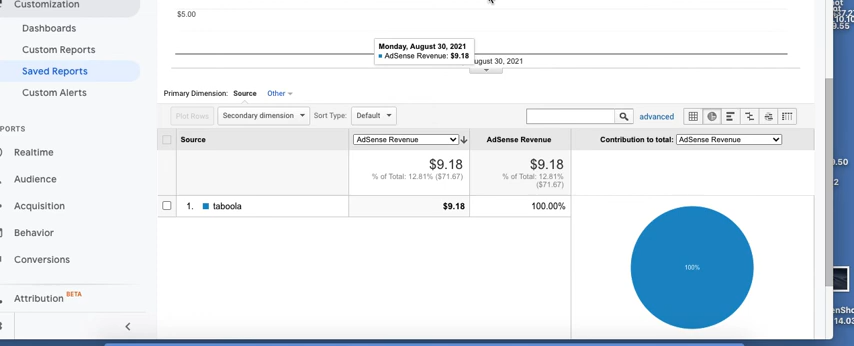 Customization
Dashboards
Custom Reports
Saved Reports
Custom Alerts
Realtime
Audience
Acquisition
Behavior
Conversions
Attribution BETA
$5.00
Monday, August 30, 2021
AdSense Revenue: $9.18
ugust 30, 2021
Primary Dimension: Source Other
Plot Rows Secondary dimension Sort Type: Default advanced
Source AdSense Revenue AdSense Revenue Contribution to total: AdSense Revenue
$9.18 $9.18
% of Total: 12.81% ($71.67) % of Total: 12.81%
($71.67)
1. taboola $9.18 100.00%
100%